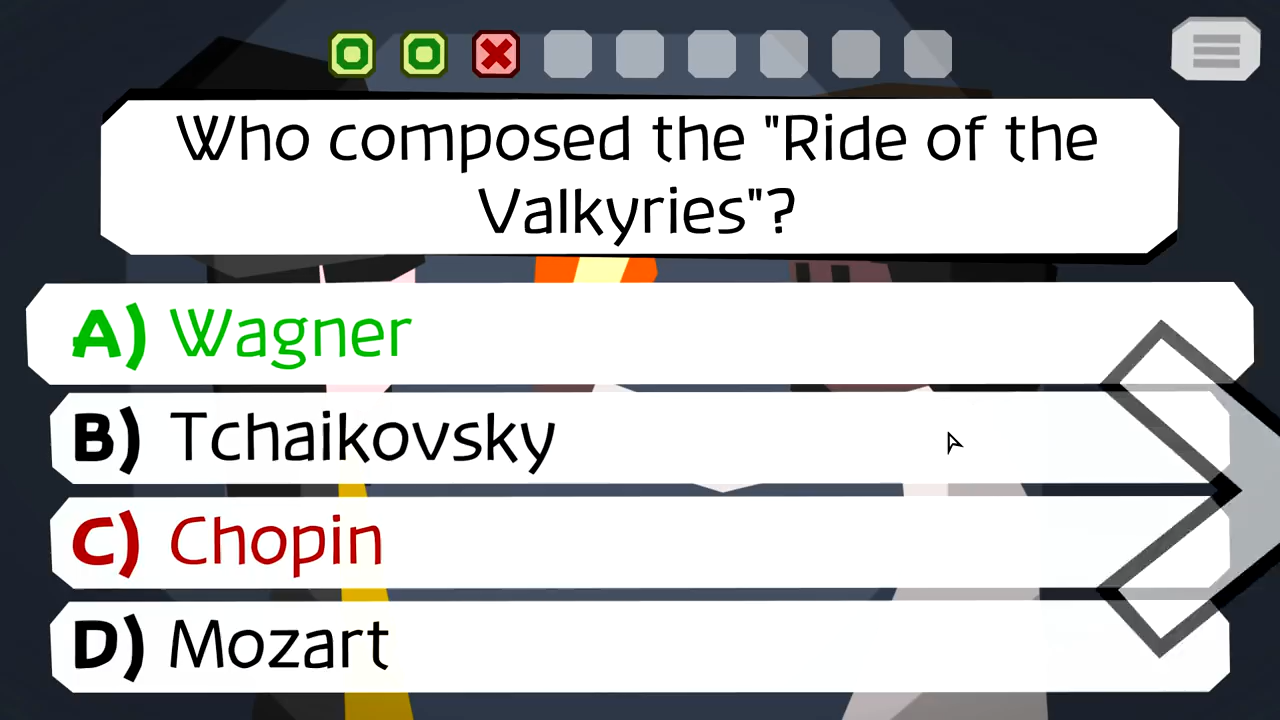 Who composed the "Ride of the
Valkyries"?
A) Wagner
B) Tchaikovsky
C) Chopin
D) Mozart